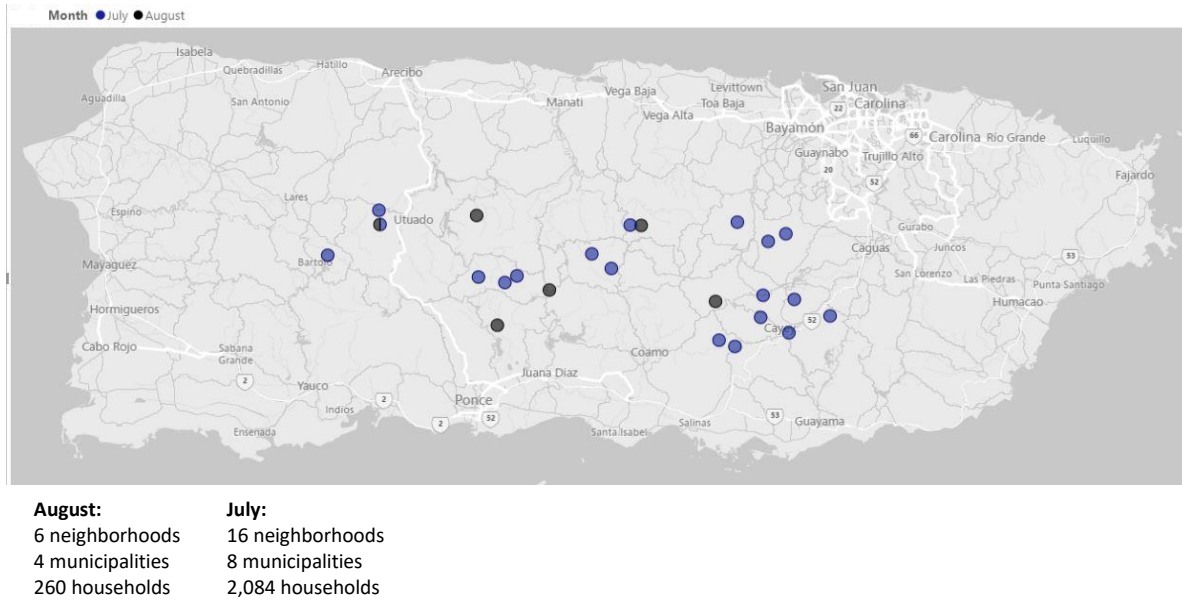 Month July August
Isabela
Quebradillas
Hatillo
Arecibo
Aguadilla
San Antonio
Manati
Vega Baja
Vega Alta
Toa Baja
Levittown
San Juan
Carolina
22
Bayamón
66
Carolina
Rio Grande
Luquillo
Guaynabo
Trujillo Alto
20
52
Fajardo
Lares
Espino
Utuado
Gurabo
Caguas
Juncos
Mayaguez
Bartolo
San Lorenzo
Las Piedras
53
Punta Santiago
Humacao
Hormigueros
Cayey
52
Cabo Rojo
Sabana
Grande
2
Coamo
Yauco
Juana Diaz
Indios
2
Ponce
52
2
Ensenada
Santa Isabel
Salinas
53
Guayama
August:
6 neighborhoods
4 municipalities
260 households
July:
16 neighborhoods
8 municipalities
2,084 households